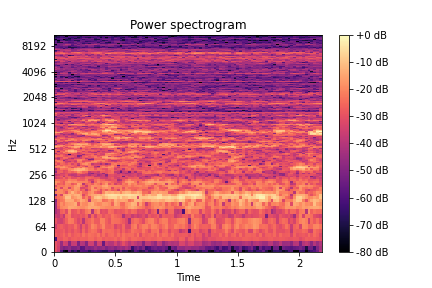 Power spectrogram
Hz
8192
4096
2048
1024
512
256
128
64
0
0
0.5
1
1.5
2
Time
+0 dB
-10 dB
-20 dB
-30 dB
-40 dB
-50 dB
-60 dB
-70 dB
-80 dB